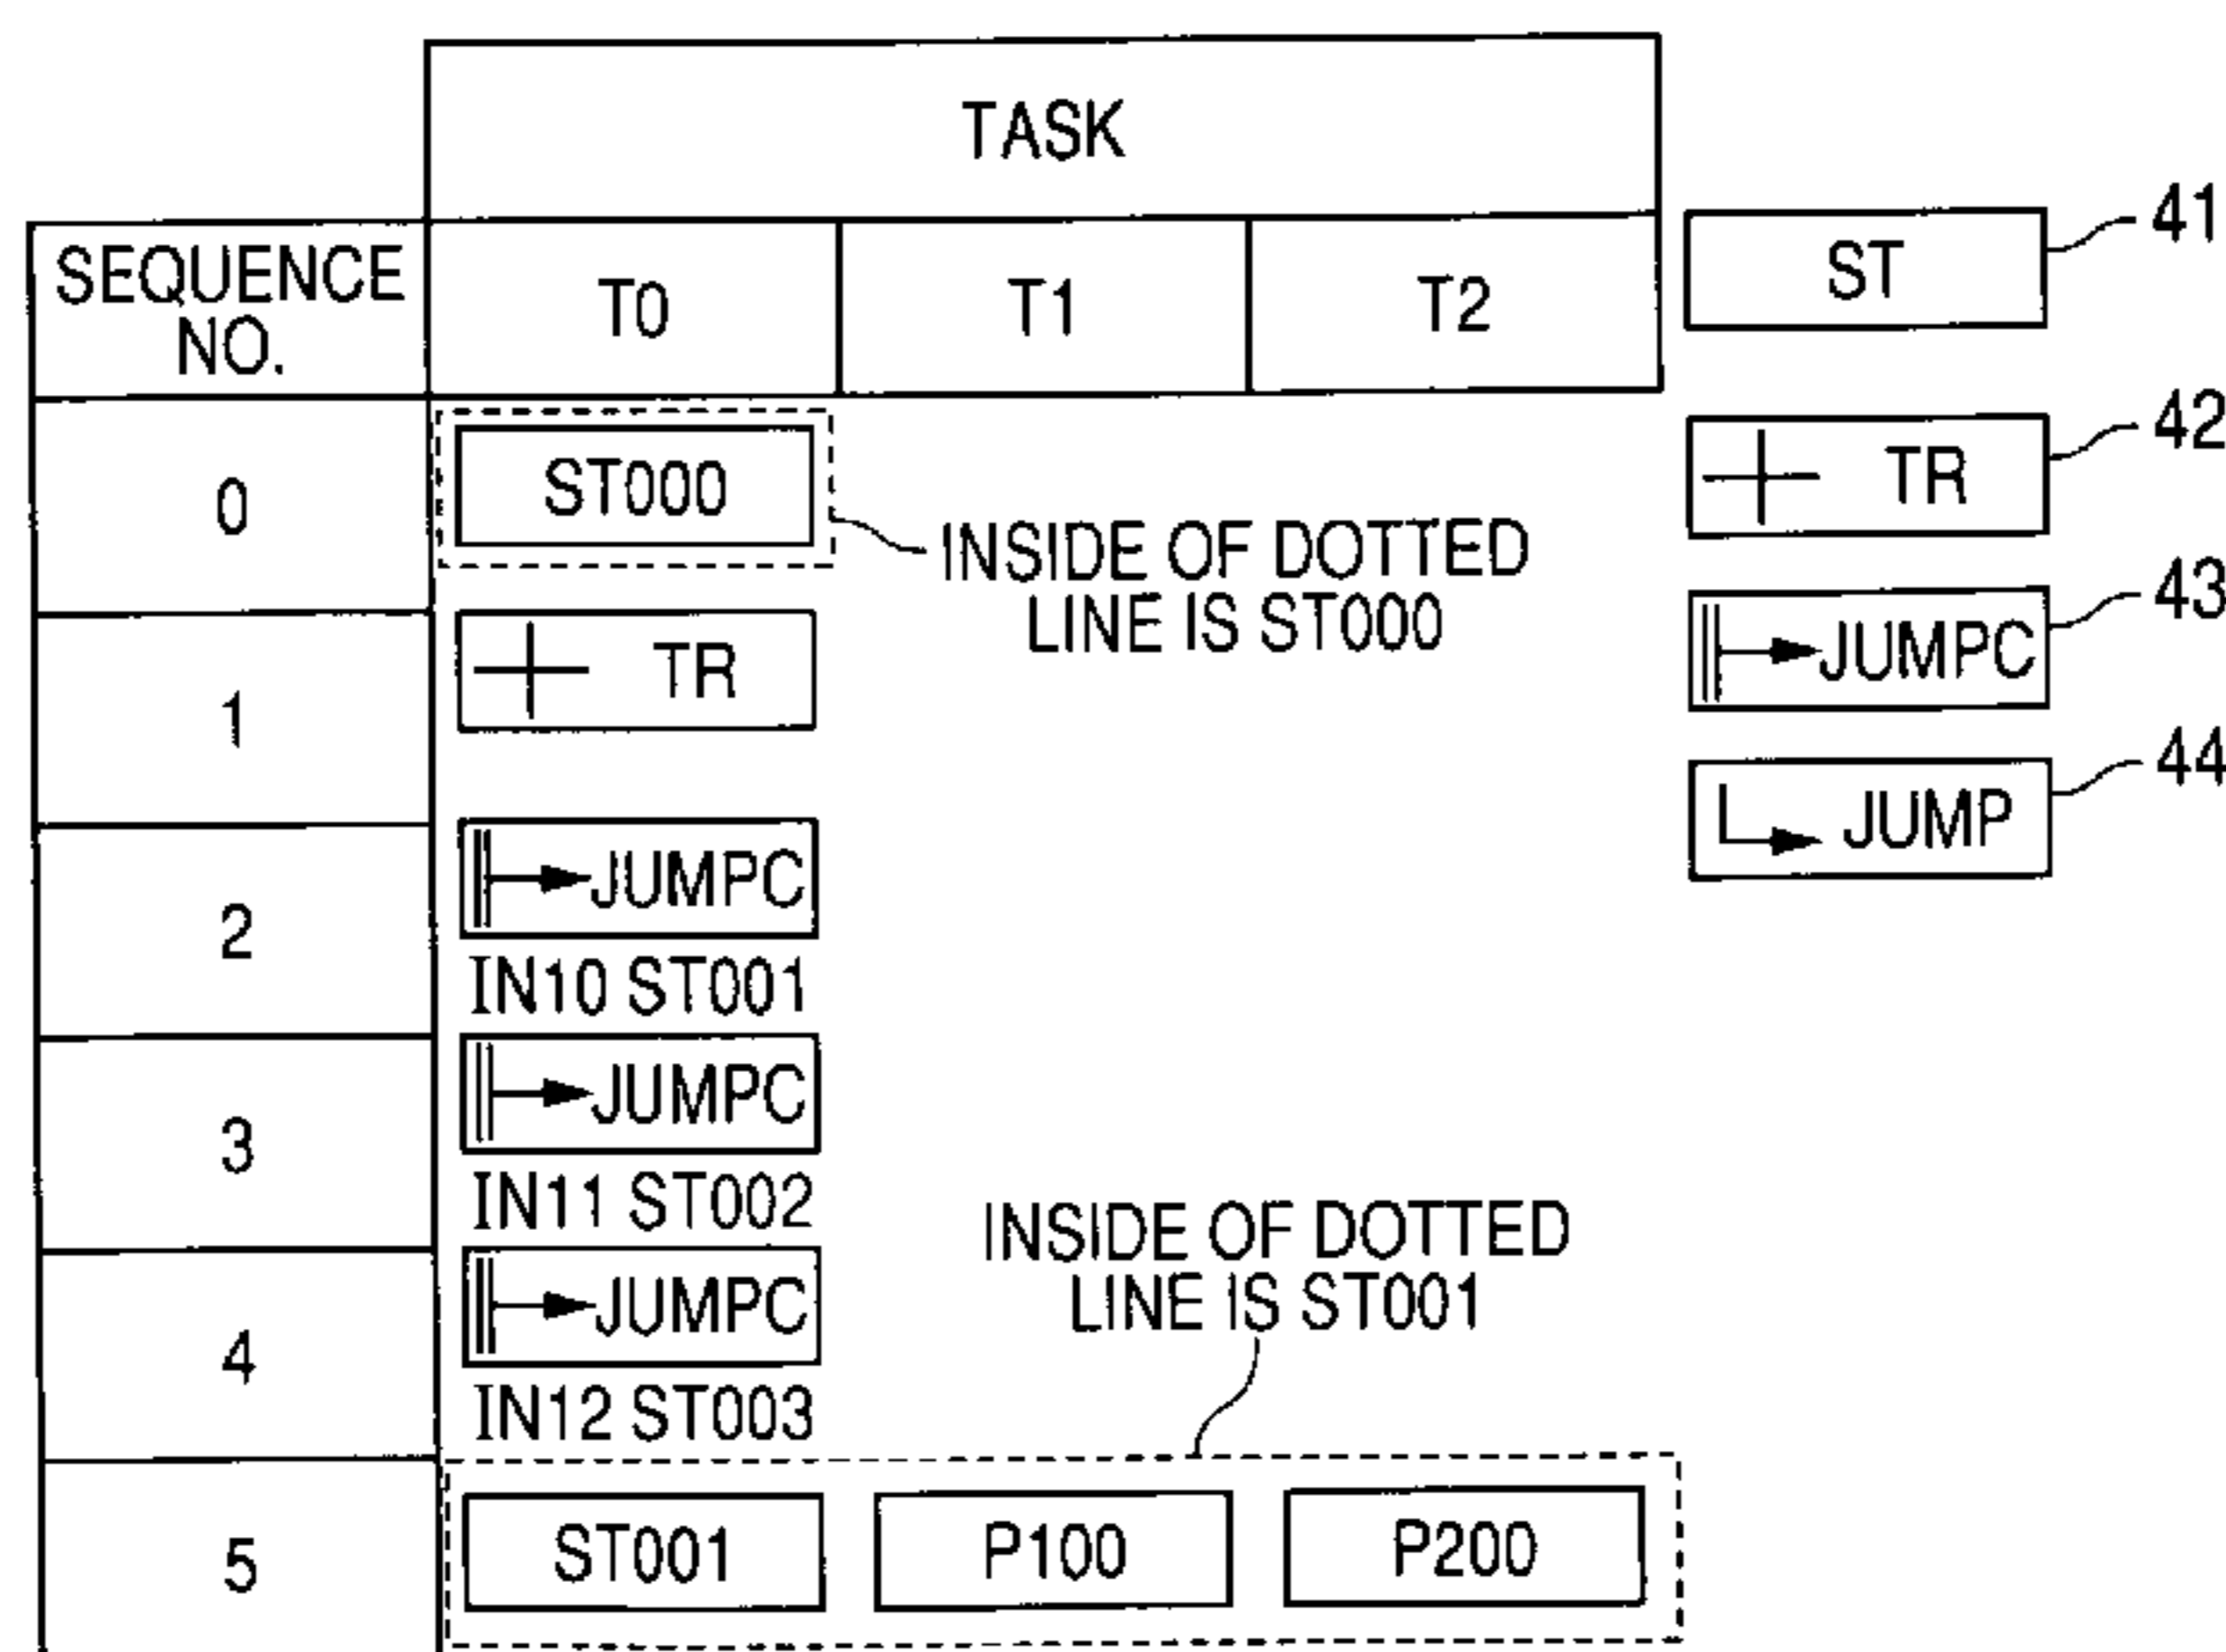 TASK
SEQUENCE
NO.
T0
T1
T2
ST
41
0
ST000
INSIDE OF DOTTED
LINE IS ST000
TR
42
1
TR
JUMPC
43
JUMP
44
2
JUMPC
IN10 ST001
3
JUMPC
IN11 ST002
4
JUMPC
IN12 ST003
INSIDE OF DOTTED
LINE IS ST001
5
ST001
P100
P200